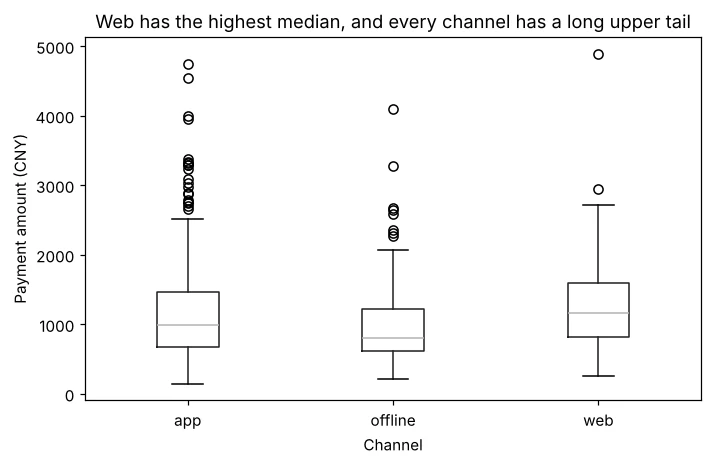 Web has the highest median, and every channel has a long upper tail
5000
4000
3000
2000
1000
0
Payment amount (CNY)
app
offline
web
Channel